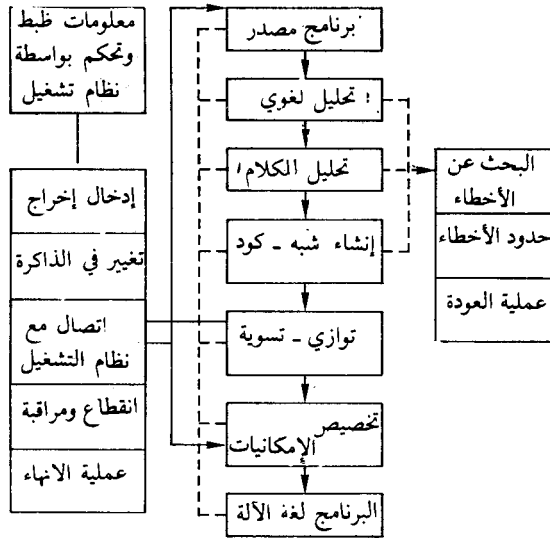 برنامج مصدر
تحليل لغوي
تحليل المكلام
إنشاء شبه - كود
توازي - تسوية
تخصيص
الإمكانيات
البرنامج لغة الآلة
البحث عن
الأخطاء
حدود الأخطاء
عملية العودة
معلومات ظبط
وتحكم بواسطة
نظام تشغيل
إدخال إخراج
تغيير في الذاكرة
اتصال مع
نظام التشغيل
انقطاع ومراقبة
عملية الانهاء